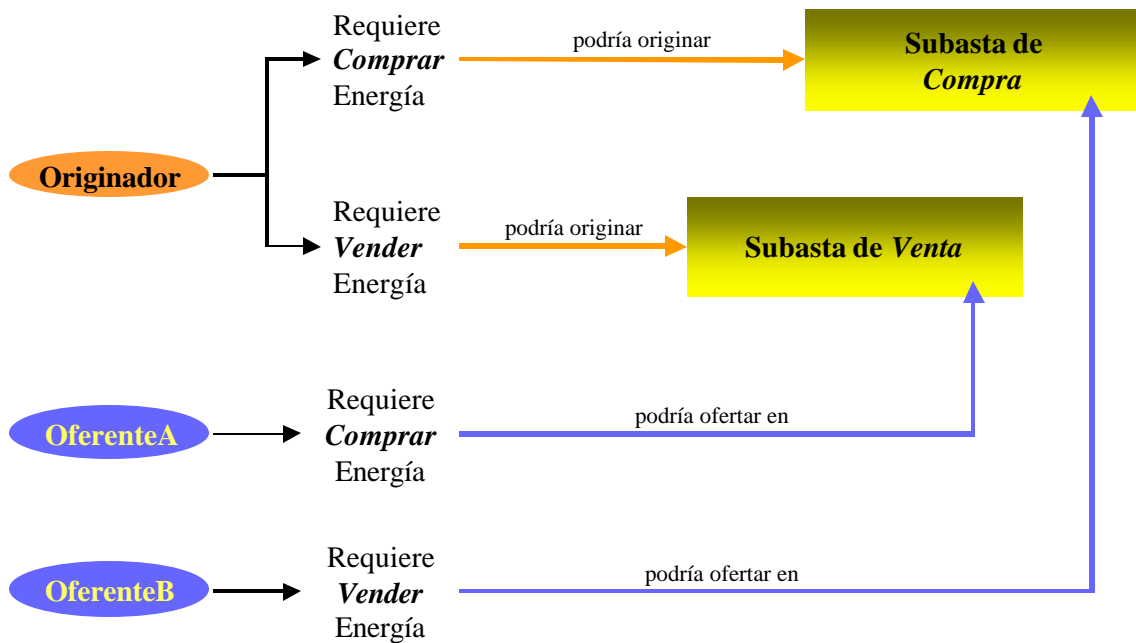 Requiere
Comprar
Energía
podría originar
Subasta de
Compra
Originador
Requiere
Vender
Energía
podría originar
Subasta de Venta
OferenteA
Requiere
Comprar
Energía
podría ofertar en
OferenteB
Requiere
Vender
Energía
podría ofertar en